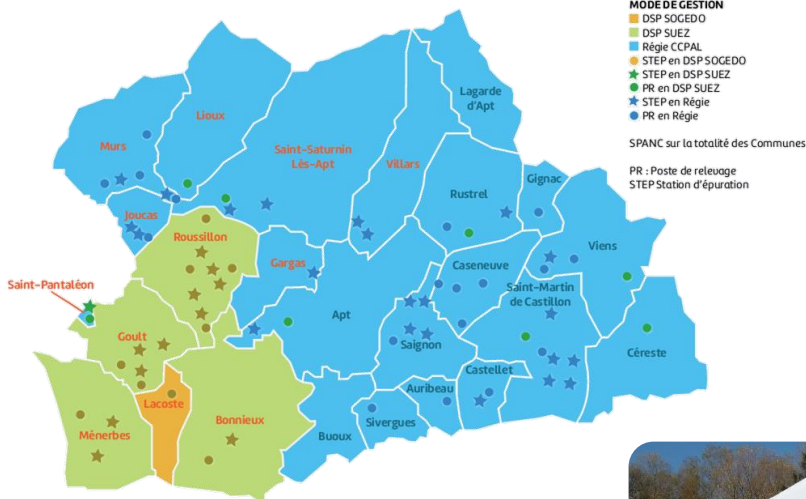 MODE DE GESTION
DSP SOGEDO
DSP SUEZ
Régie CCPAL
STEP en DSP SOGEDO
STEP en DSP SUEZ
PR en DSP SUEZ
STEP en Régie
PR en Régie
SPANC sur la totalité des Communes
PR : Poste de releuage
STEP Station d'épuration
Lagarde
d'Apt
Lioux
Murs
Saint-Saturnin
Lès-Apt
Villars
Rustrel
Gignac
Joucas
Roussillon
Viens
Gargas
Caseneuve
Saint-Pantaléon
Saint-Martin
de Castillon
Apt
Goult
Saignon
Céreste
Castellet
Auribeau
Lacoste
Bonnieux
Sivergues
Ménerbes
Buoux